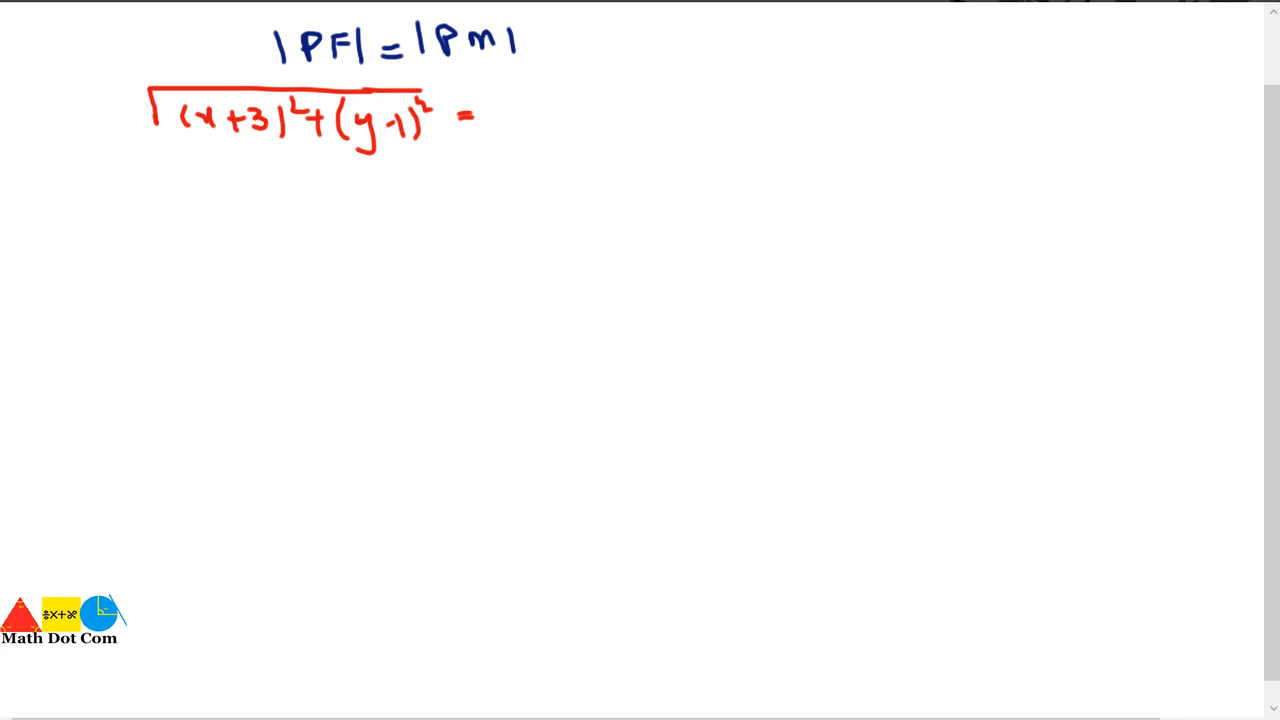 |PF| = |PM|
√(x+3)²+(y-1)² =
÷x+%
Math Dot Com